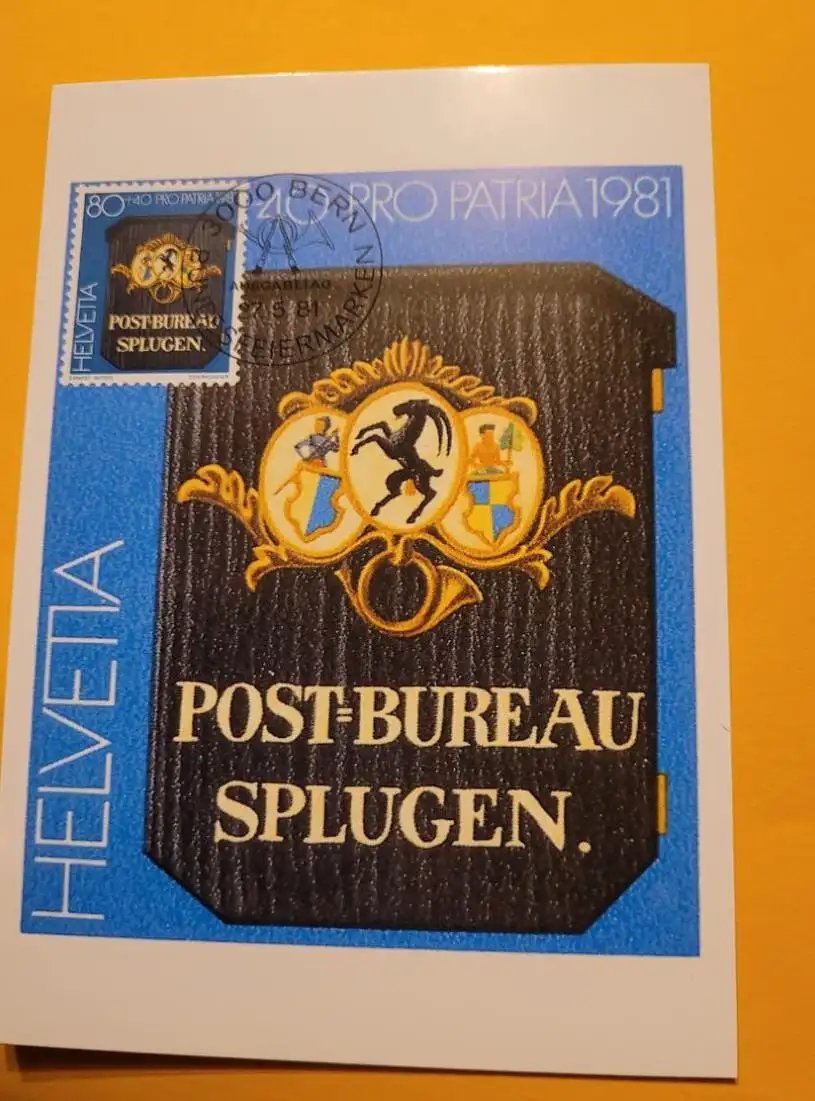 80+40 PRO PATRIA 1981
HELVETIA
POST=BUREAU
SPLUGEN.
3000 BERN
AUSGABETAG
27.5.81
BUNDESFEIERMARKEN
40 PRO PATRIA 1981
HELVETIA
POST=BUREAU
SPLUGEN.